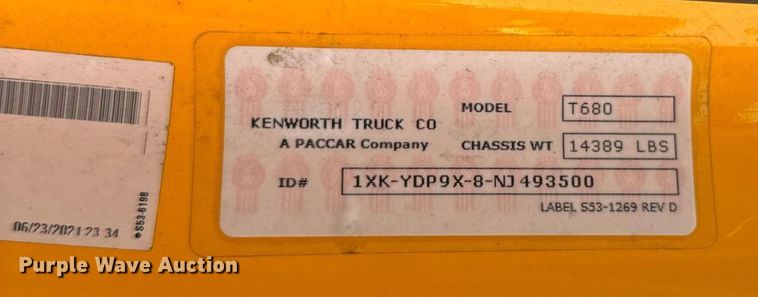 KENWORTH TRUCK CO
A PACCAR Company
MODEL T680
CHASSIS WT 14389 LBS
ID# 1XK-YDP9X-8-NJ493500
LABEL S53-1269 REV D
06/23/2021 23 34
S53-6198
Purple Wave Auction